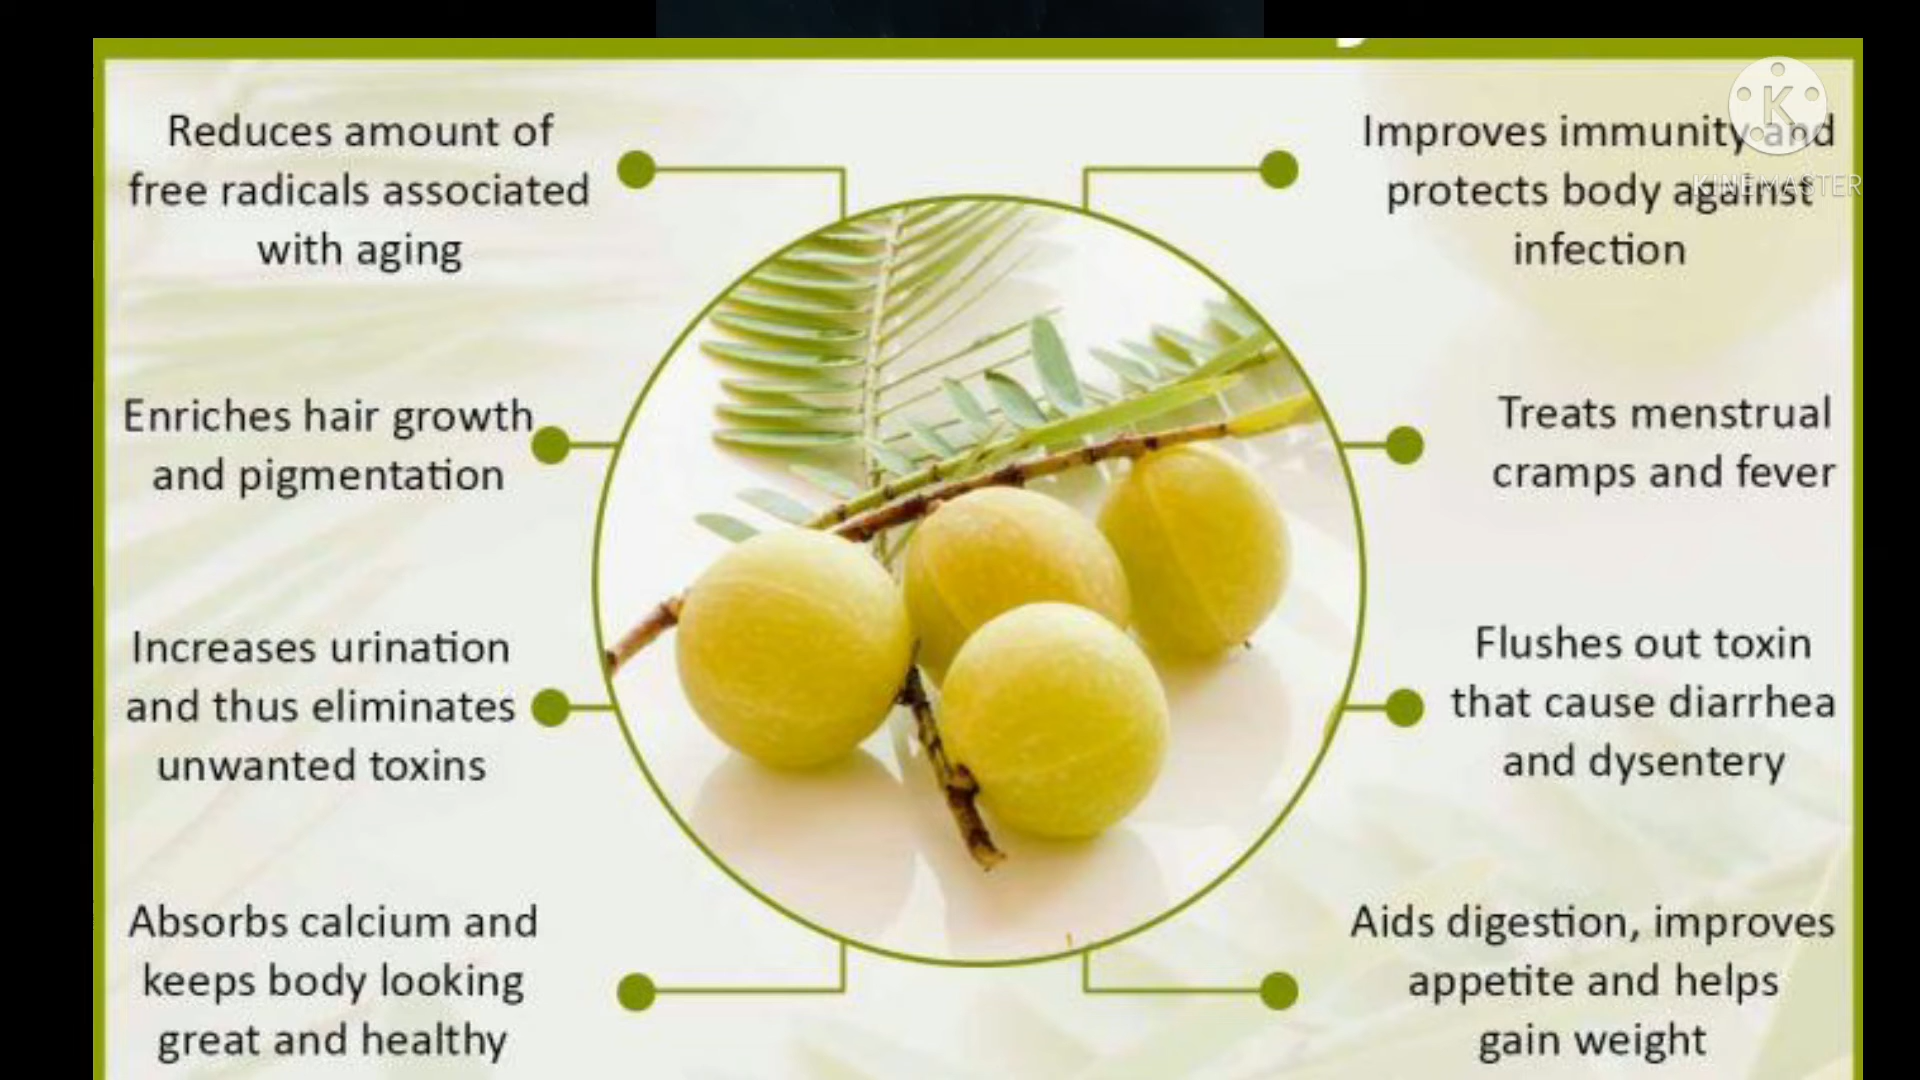 Reduces amount of
free radicals associated
with aging
Improves immunity and
protects body against
infection
Enriches hair growth
and pigmentation
Treats menstrual
cramps and fever
Increases urination
and thus eliminates
unwanted toxins
Flushes out toxin
that cause diarrhea
and dysentery
Absorbs calcium and
keeps body looking
great and healthy
Aids digestion, improves
appetite and helps
gain weight
K
KINEMASTER